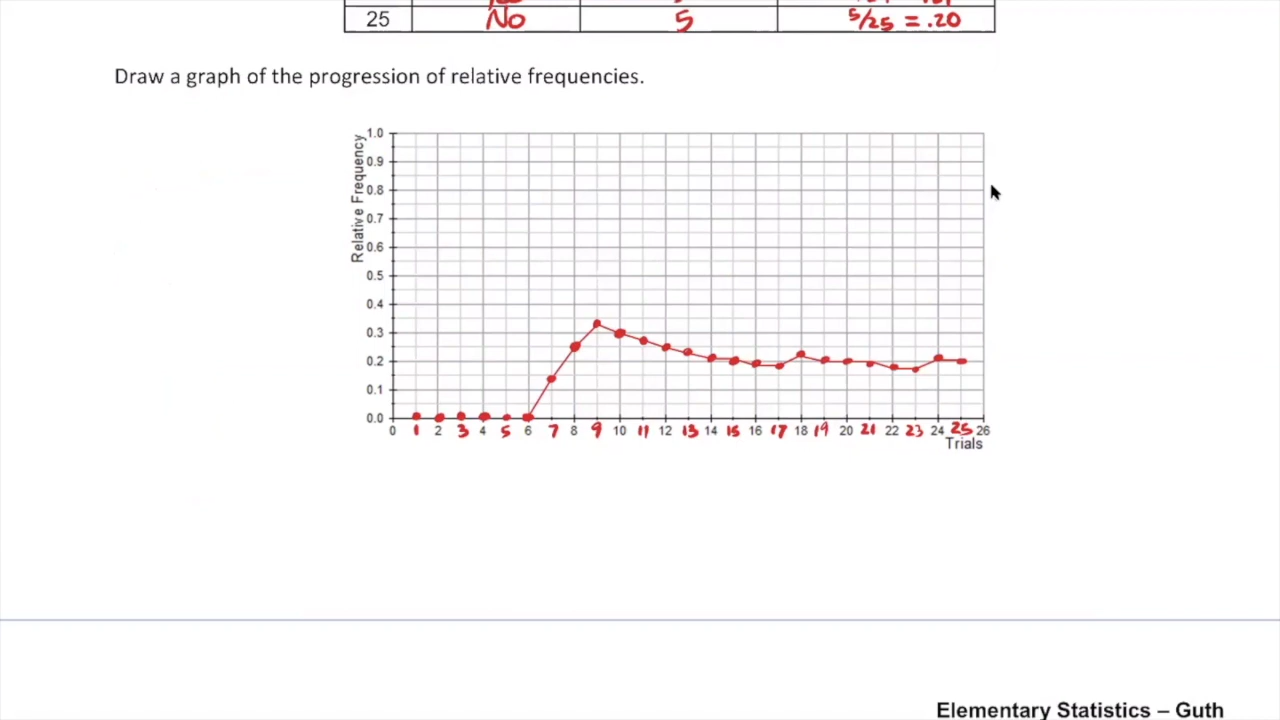 25 No 5 5/25 = .20
Draw a graph of the progression of relative frequencies.
Relative Frequency
1.0
0.9
0.8
0.7
0.6
0.5
0.4
0.3
0.2
0.1
0.0
0 1 2 3 4 5 6 7 8 9 10 11 12 13 14 15 16 17 18 19 20 21 22 23 24 25 26
Trials
Elementary Statistics – Guth